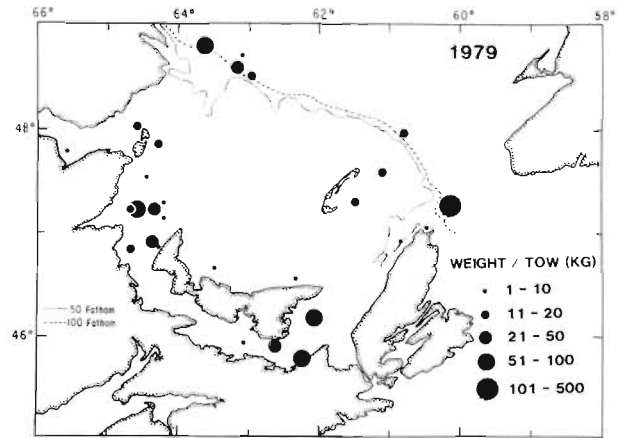 66° 64° 62° 60° 58°
1979
48°
WEIGHT / TOW (KG)
1 - 10
50 Fathom
11 - 20
100 Fathom
46°
21 - 50
51 - 100
101 - 500